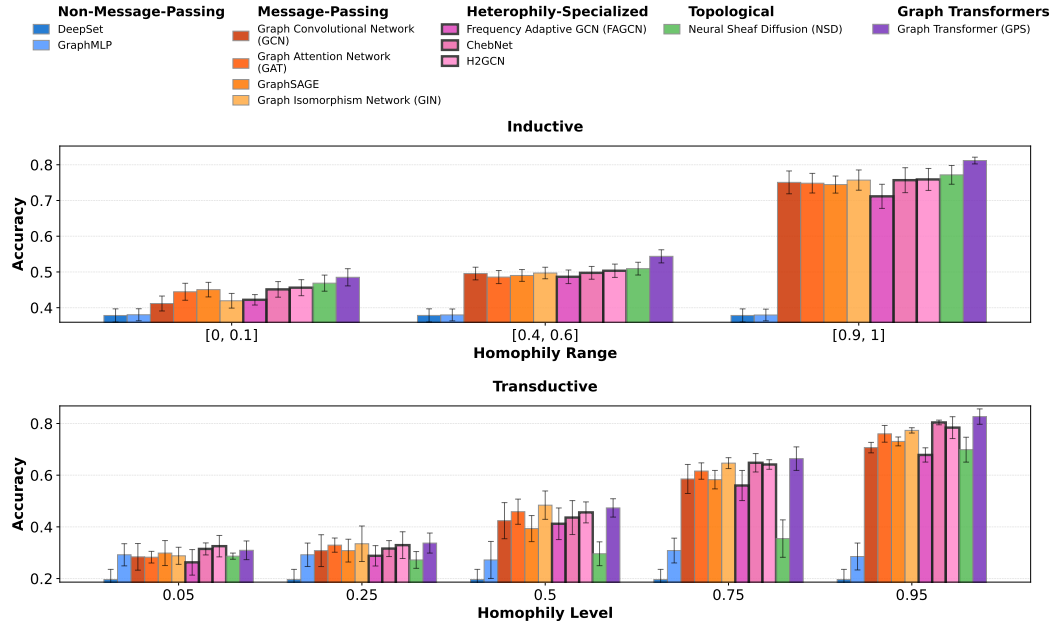 Non-Message-Passing
DeepSet
GraphMLP
Message-Passing
Graph Convolutional Network
(GCN)
Graph Attention Network
(GAT)
GraphSAGE
Graph Isomorphism Network (GIN)
Heterophily-Specialized
Frequency Adaptive GCN (FAGCN)
ChebNet
H2GCN
Topological
Neural Sheaf Diffusion (NSD)
Graph Transformers
Graph Transformer (GPS)
Inductive
Accuracy
0.8
0.7
0.6
0.5
0.4
[0, 0.1]
[0.4, 0.6]
[0.9, 1]
Homophily Range
Transductive
Accuracy
0.8
0.6
0.4
0.2
0.05
0.25
0.5
0.75
0.95
Homophily Level